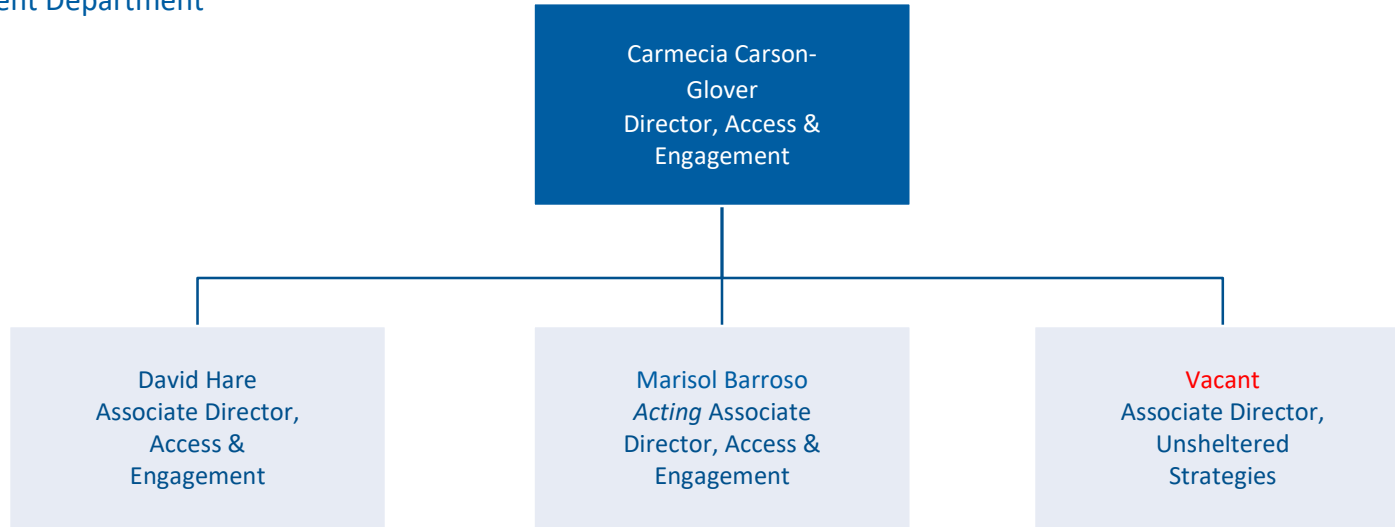 ent Department
Carmecia Carson-
Glover
Director, Access &
Engagement
David Hare
Associate Director,
Access &
Engagement
Marisol Barroso
Acting Associate
Director, Access &
Engagement
Vacant
Associate Director,
Unsheltered
Strategies